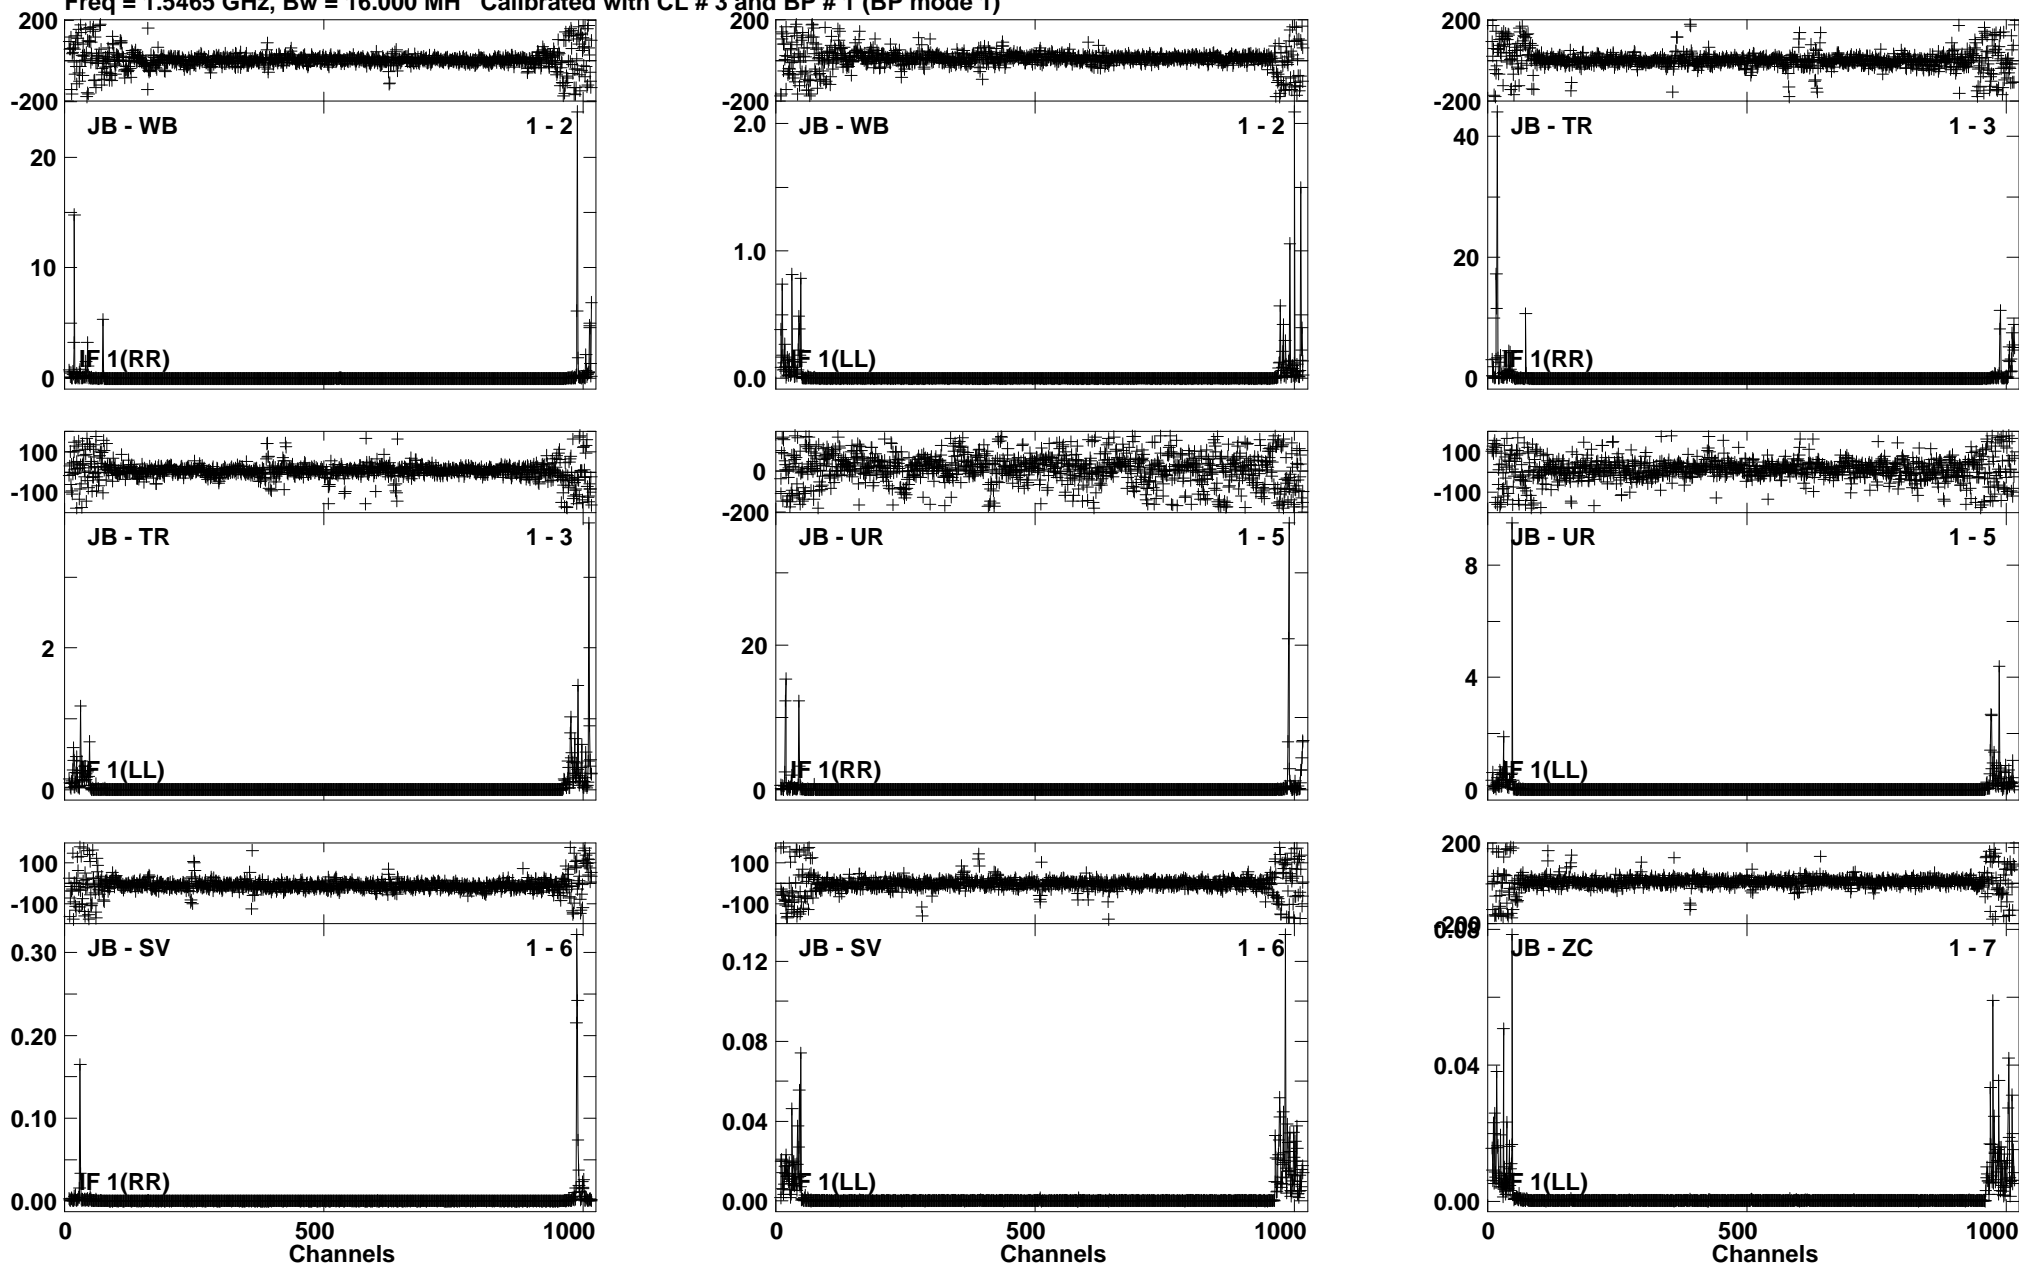 Freq = 1.5465 GHz, Bw = 16.000 MH Calibrated with CL # 3 and BP # 1 (BP mode 1)
200
-200
JB - WB 1 - 2
20
10
0
IF 1(RR)
200
-200
JB - WB 1 - 2
2.0
1.0
0.0
IF 1(LL)
200
-200
JB - TR 1 - 3
40
20
0
IF 1(RR)
100
-100
JB - TR 1 - 3
2
0
IF 1(LL)
0
-200
JB - UR 1 - 5
20
0
IF 1(RR)
100
-100
JB - UR 1 - 5
8
4
0
IF 1(LL)
100
-100
JB - SV 1 - 6
0.30
0.20
0.10
0.00
IF 1(RR)
0 500 1000
Channels
100
-100
JB - SV 1 - 6
0.12
0.08
0.04
0.00
IF 1(LL)
0 500 1000
Channels
200
-200
0.08
JB - ZC 1 - 7
0.04
0.00
IF 1(LL)
0 500 1000
Channels